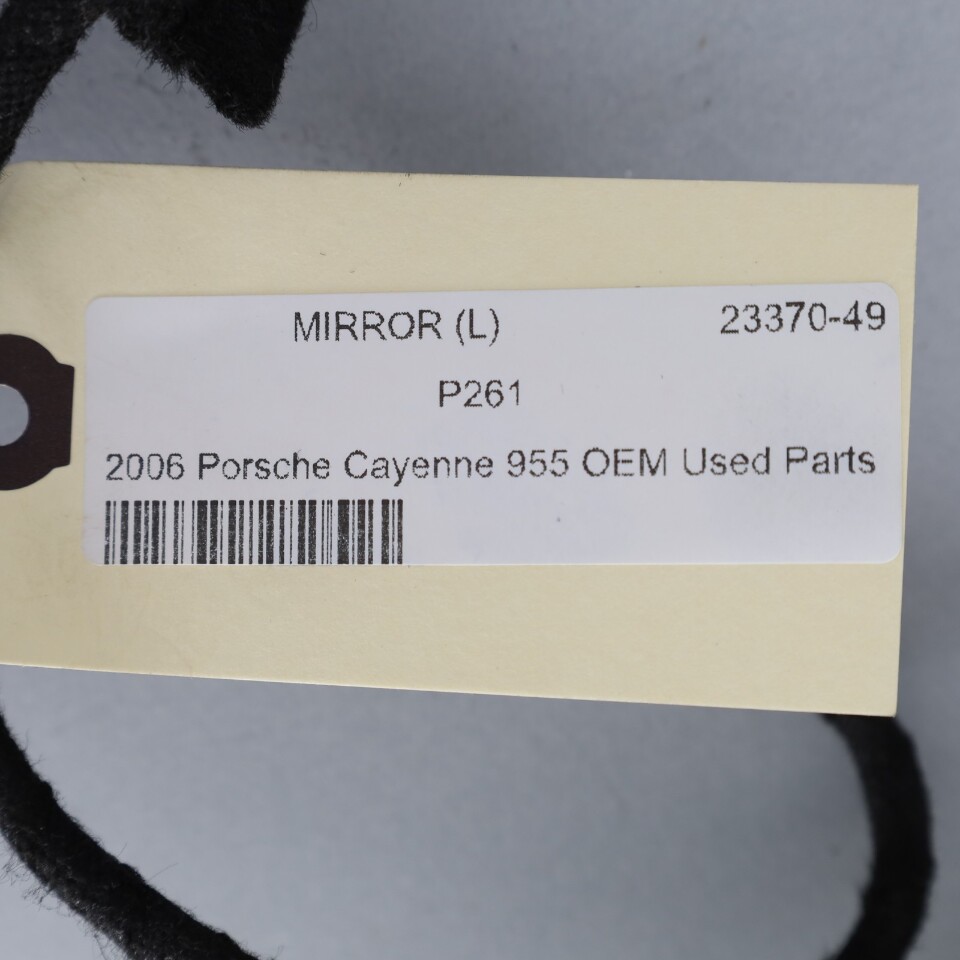 MIRROR (L) 23370-49
P261
2006 Porsche Cayenne 955 OEM Used Parts